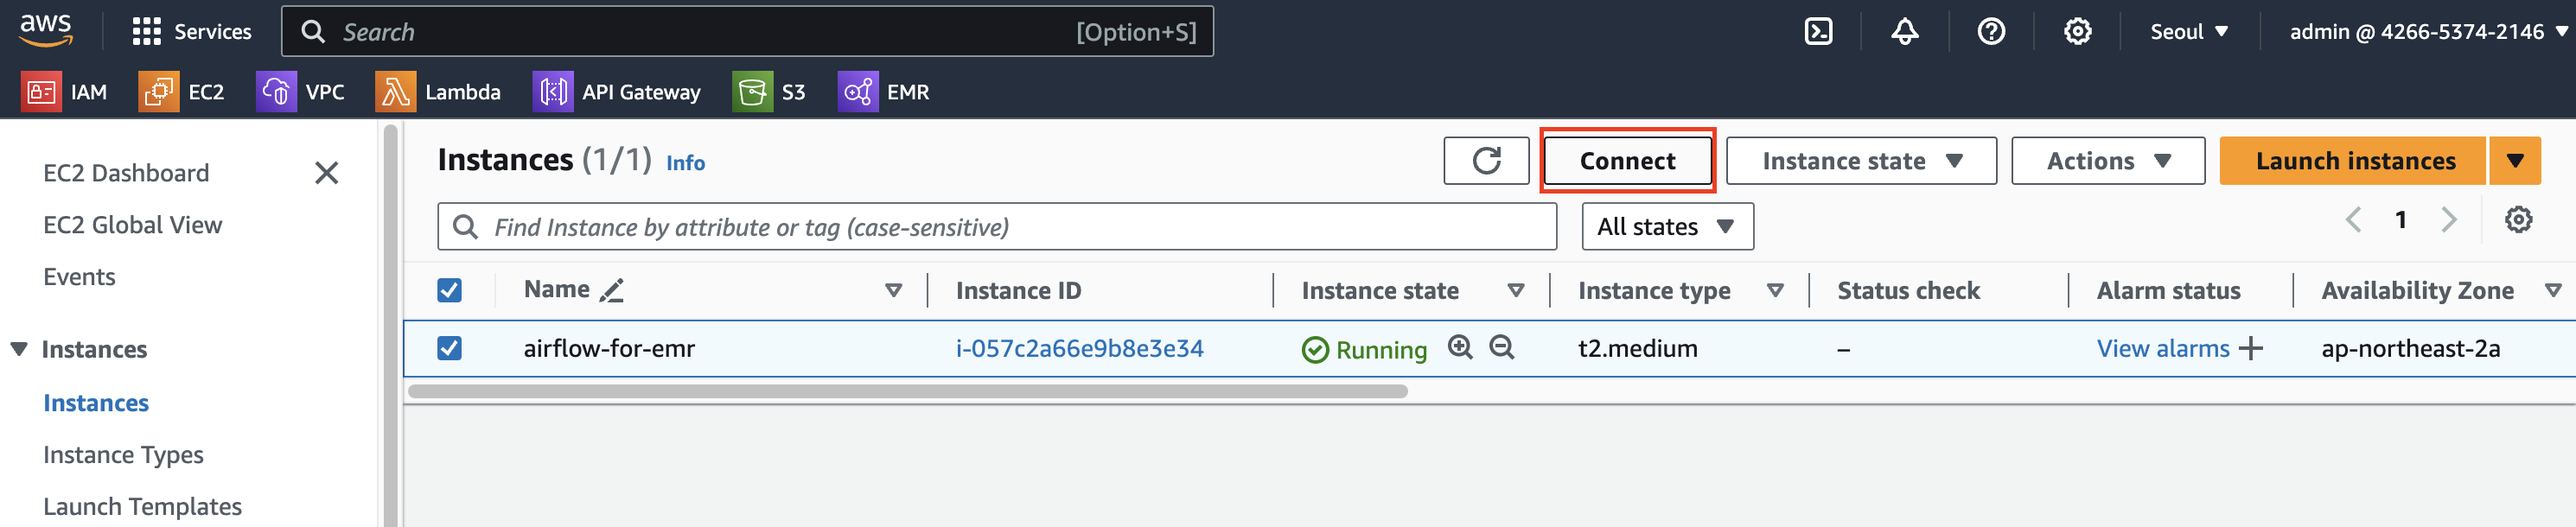 aws
Services
Search
[Option+S]
Seoul
admin @ 4266-5374-2146
IAM
EC2
VPC
Lambda
API Gateway
S3
EMR
EC2 Dashboard
EC2 Global View
Events
Instances
Instances
Instance Types
Launch Templates
Instances (1/1) Info
Connect
Instance state
Actions
Launch instances
Find Instance by attribute or tag (case-sensitive)
All states
1
Name
Instance ID
Instance state
Instance type
Status check
Alarm status
Availability Zone
airflow-for-emr
i-057c2a66e9b8e3e34
Running
t2.medium
–
View alarms
ap-northeast-2a